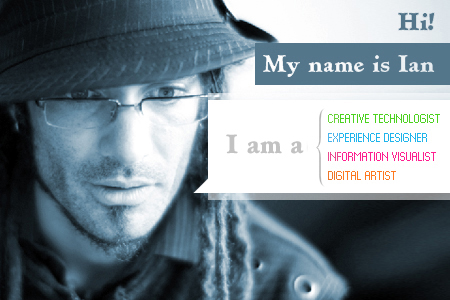 Hi!
My name is Ian
I am a
CREATIVE TECHNOLOGIST
EXPERIENCE DESIGNER
INFORMATION VISUALIST
DIGITAL ARTIST